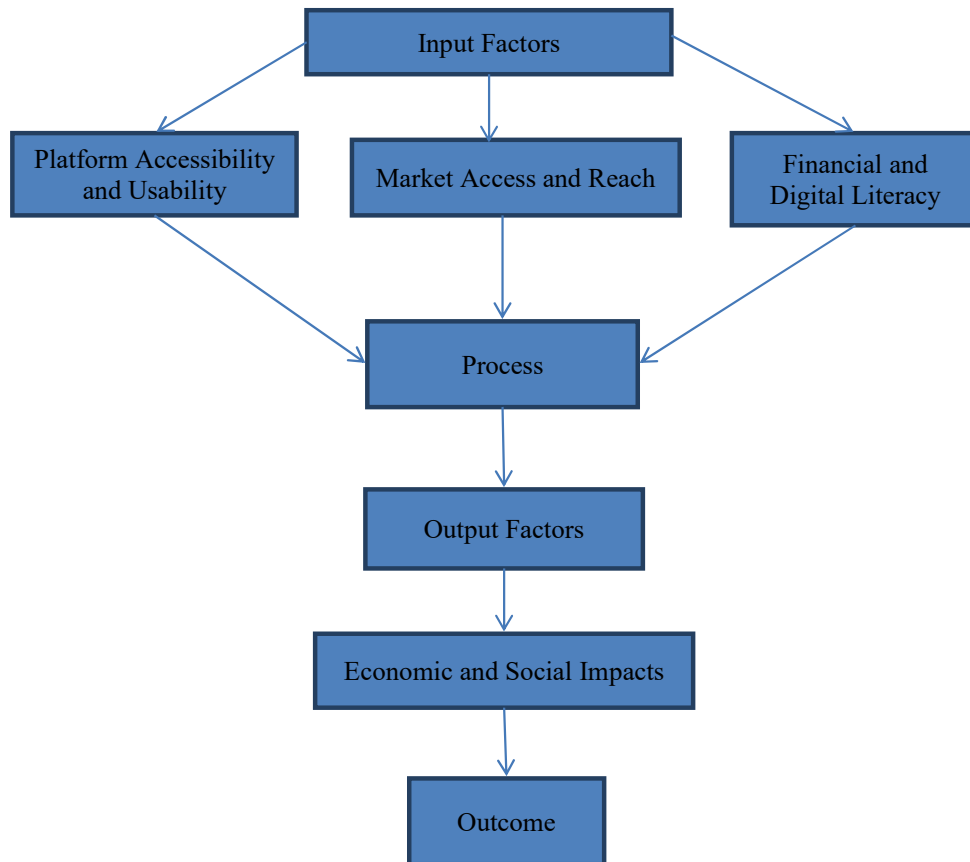 Input Factors
Platform Accessibility
and Usability
Market Access and Reach
Financial and
Digital Literacy
Process
Output Factors
Economic and Social Impacts
Outcome